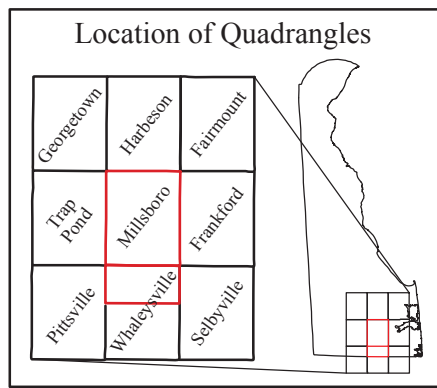 Location of Quadrangles
Georgetown
Harbeson
Fairmount
Trap
Pond
Millsboro
Frankford
Pittsville
Whaleysville
Selbyville